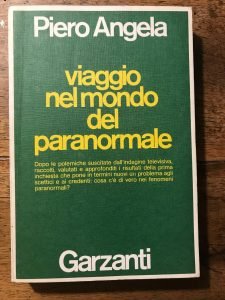 Piero Angela
viaggio
nel mondo
del
paranormale
Dopo le polemiche suscitate dall'indagine televisiva,
raccolti, valutati e approfonditi i risultati della prima
inchiesta che pone in termini nuovi un problema agli
scettici e ai credenti: cosa c'è di vero nei fenomeni
paranormali?
Garzanti